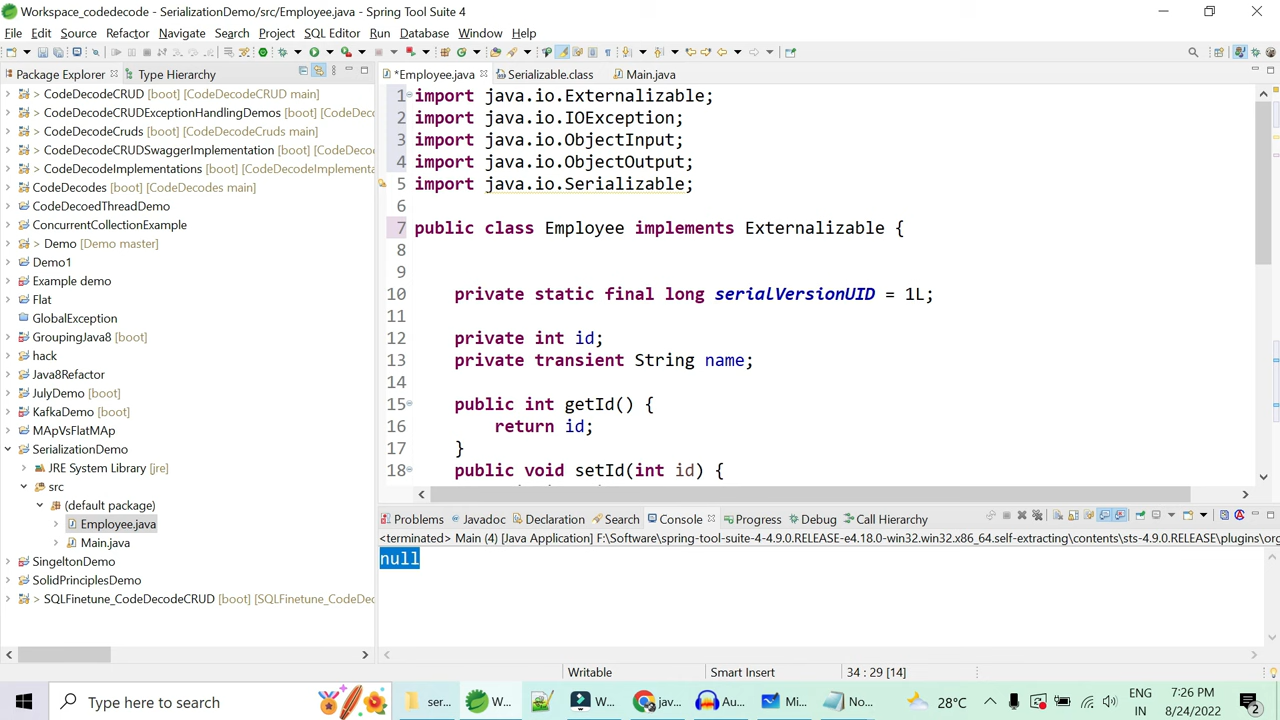 Workspace_codedecode - SerializationDemo/src/Employee.java - Spring Tool Suite 4
File Edit Source Refactor Navigate Search Project SQL Editor Run Database Window Help
Package Explorer Type Hierarchy
> CodeDecodeCRUD [boot] [CodeDecodeCRUD main]
> CodeDecodeCRUDExceptionHandlingDemos [boot] [CodeDeco
> CodeDecodeCruds [boot] [CodeDecodeCruds main]
> CodeDecodeCRUDSwaggerImplementation [boot] [CodeDeco
> CodeDecodeImplementations [boot] [CodeDecodeImplementa
CodeDecodes [boot] [CodeDecodes main]
CodeDecoedThreadDemo
ConcurrentCollectionExample
> Demo [Demo master]
Demo1
Example demo
Flat
GlobalException
GroupingJava8 [boot]
hack
Java8Refactor
JulyDemo [boot]
KafkaDemo [boot]
MApVsFlatMAp
SerializationDemo
JRE System Library [jre]
src
(default package)
Employee.java
Main.java
SingeltonDemo
SolidPrinciplesDemo
> SQLFinetune_CodeDecodeCRUD [boot] [SQLFinetune_CodeDec
*Employee.java Serializable.class Main.java
1 import java.io.Externalizable;
2 import java.io.IOException;
3 import java.io.ObjectInput;
4 import java.io.ObjectOutput;
5 import java.io.Serializable;
6
7 public class Employee implements Externalizable {
8
9
10 private static final long serialVersionUID = 1L;
11
12 private int id;
13 private transient String name;
14
15 public int getId() {
16 return id;
17 }
18 public void setId(int id) {
Problems Javadoc Declaration Search Console Progress Debug Call Hierarchy
<terminated> Main (4) [Java Application] F:\Software\spring-tool-suite-4-4.9.0.RELEASE-e4.18.0-win32.win32.x86_64.self-extracting\contents\sts-4.9.0.RELEASE\plugins\org
null
Writable Smart Insert 34 : 29 [14]
Type here to search
ser... W... W... jav... Au... Mi... No...
28°C
ENG
IN
7:26 PM
8/24/2022
2